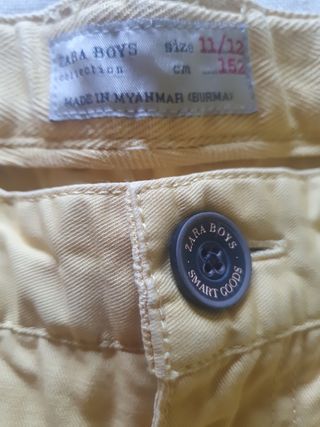 ZARA BOYS size 11/12
collection cm 152
MADE IN MYANMAR (BURMA)
ZARA BOYS
SMART GOODS